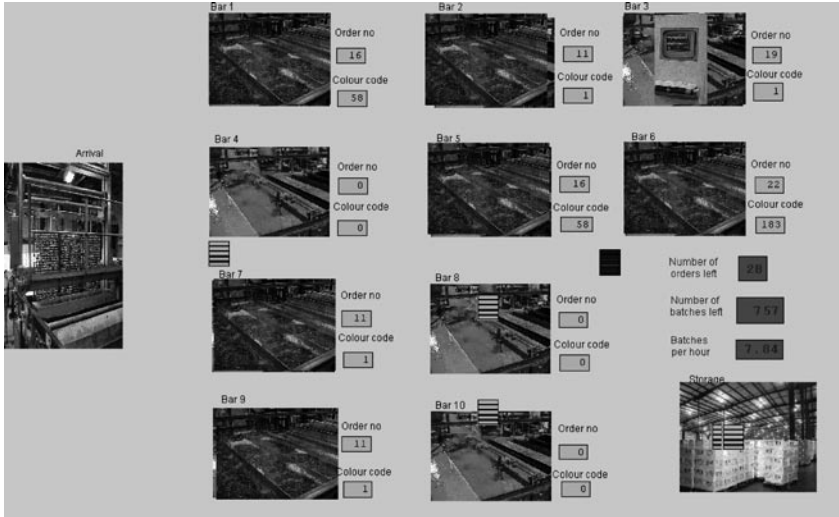 Bar 1
Order no
16
Colour code
58
Bar 2
Order no
11
Colour code
1
Bar 3
Order no
19
Colour code
1
Arrival
Bar 4
Order no
0
Colour code
0
Bar 5
Order no
16
Colour code
58
Bar 6
Order no
22
Colour code
183
Bar 7
Order no
11
Colour code
1
Bar 8
Order no
0
Colour code
0
Number of
orders left
28
Number of
batches left
757
Batches
per hour
7.84
Bar 9
Order no
11
Colour code
1
Bar 10
Order no
0
Colour code
0
Storage